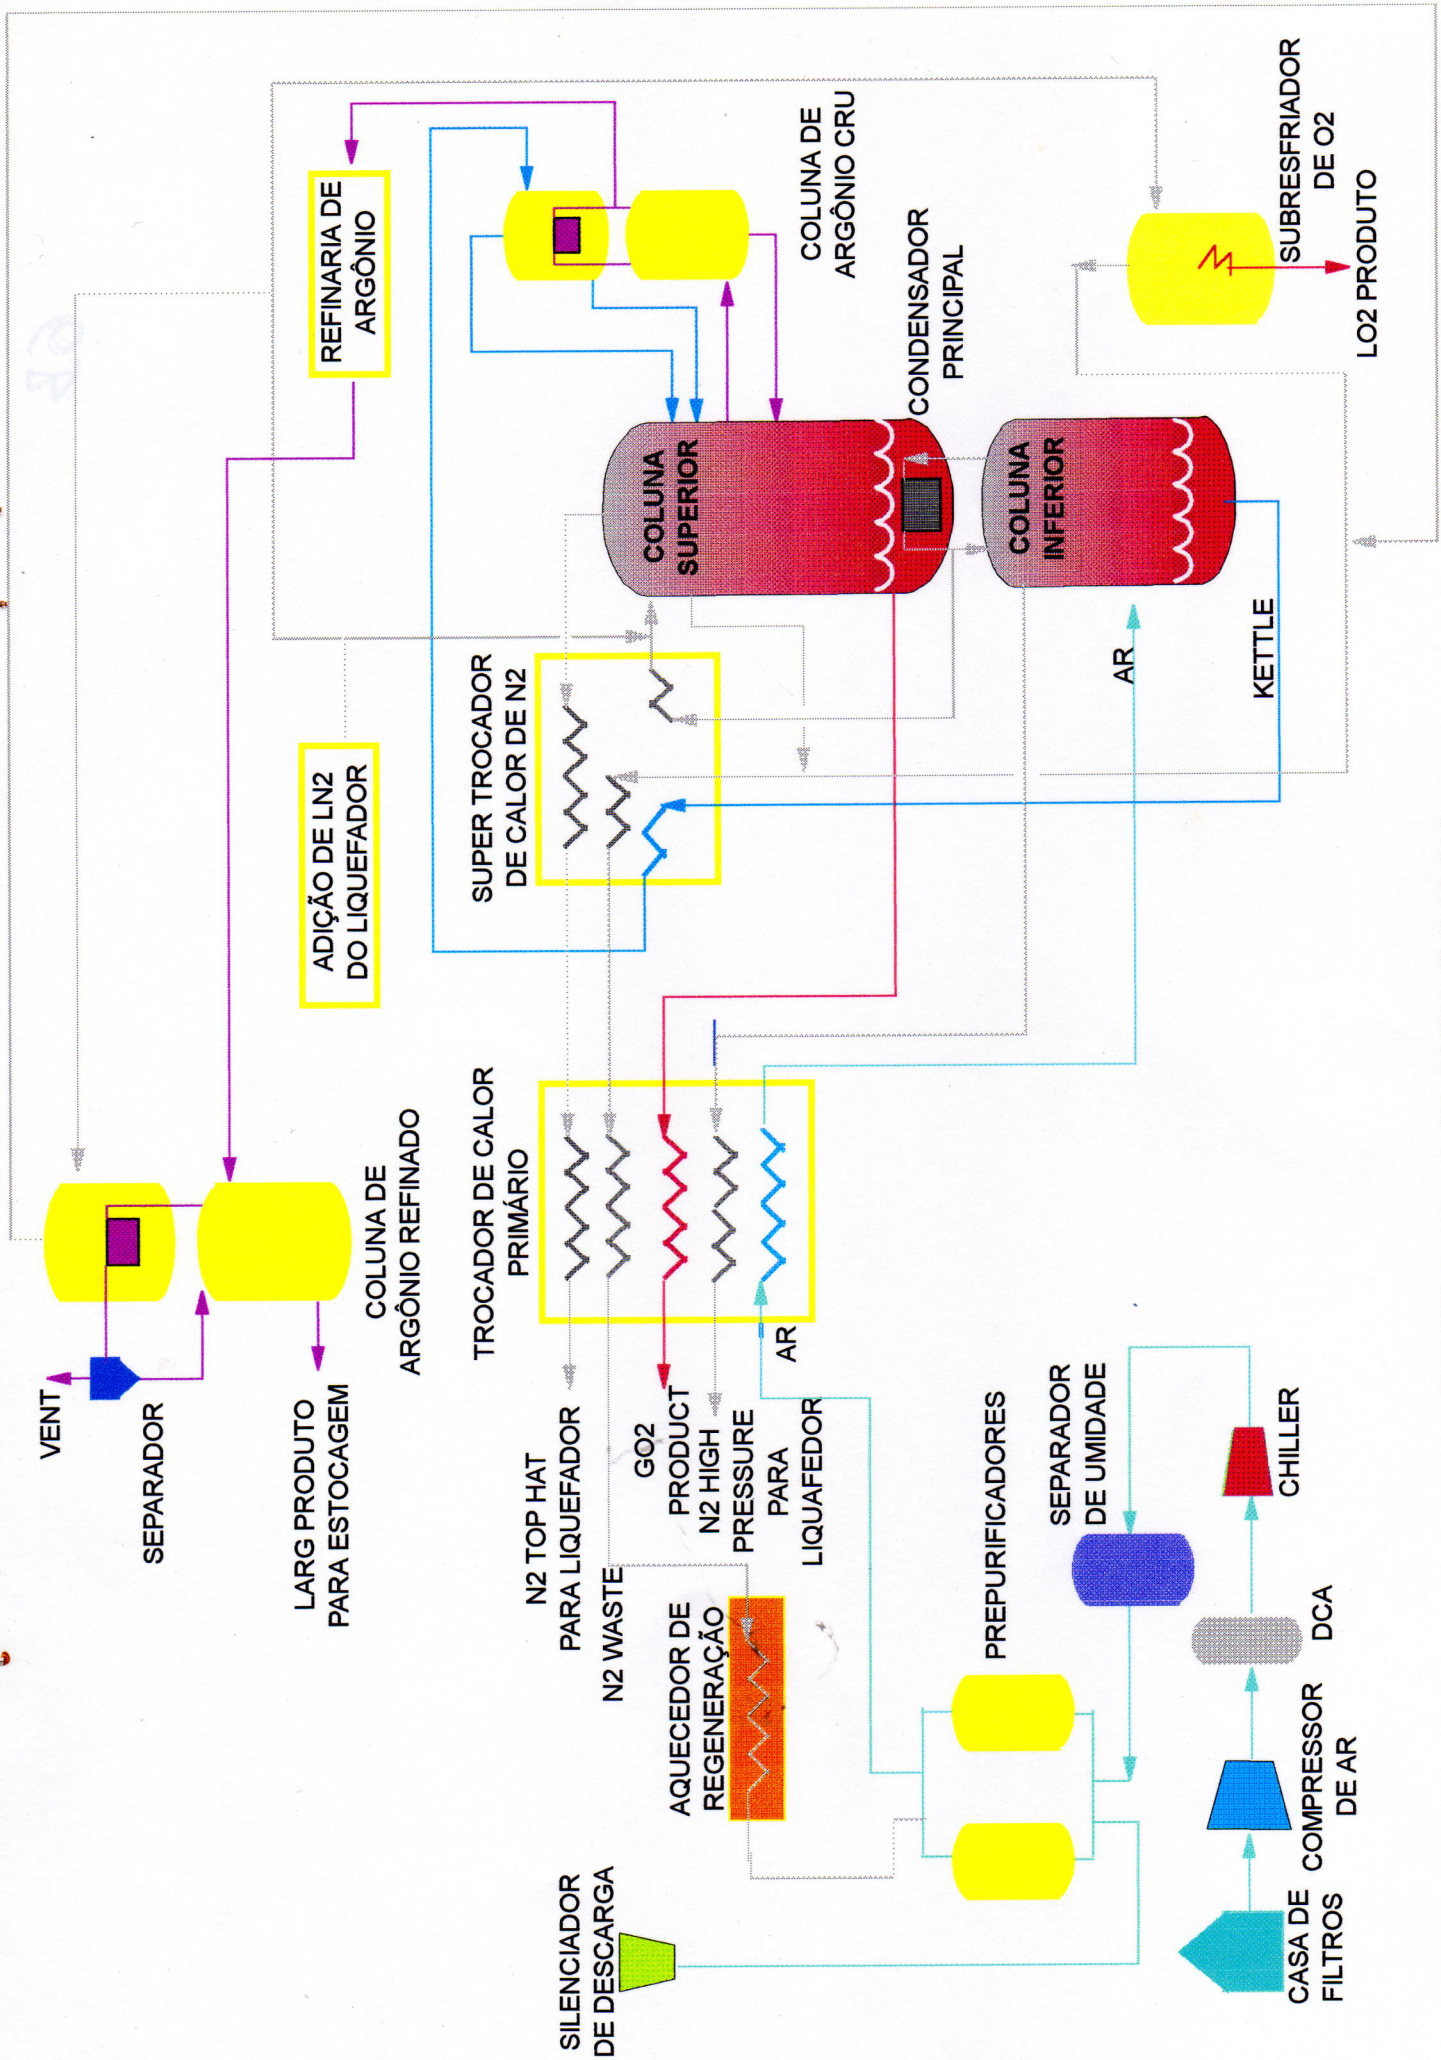 VENT
SEPARADOR
LARG PRODUTO
PARA ESTOCAGEM
COLUNA DE
ARGÔNIO REFINADO
ADIÇÃO DE LN2
DO LIQUEFADOR
REFINARIA DE
ARGÔNIO
SUPER TROCADOR
DE CALOR DE N2
TROCADOR DE CALOR
PRIMÁRIO
COLUNA DE
ARGÔNIO CRU
COLUNA
SUPERIOR
CONDENSADOR
PRINCIPAL
COLUNA
INFERIOR
SUBRESFRIADOR
DE O2
LO2 PRODUTO
AR
KETTLE
AR
N2 TOP HAT
PARA LIQUEFADOR
N2 WASTE
GO2
PRODUCT
N2 HIGH
PRESSURE
PARA
LIQUAFEDOR
AQUECEDOR DE
REGENERAÇÃO
SILENCIADOR
DE DESCARGA
PREPURIFICADORES
SEPARADOR
DE UMIDADE
CASA DE
FILTROS
COMPRESSOR
DE AR
DCA
CHILLER